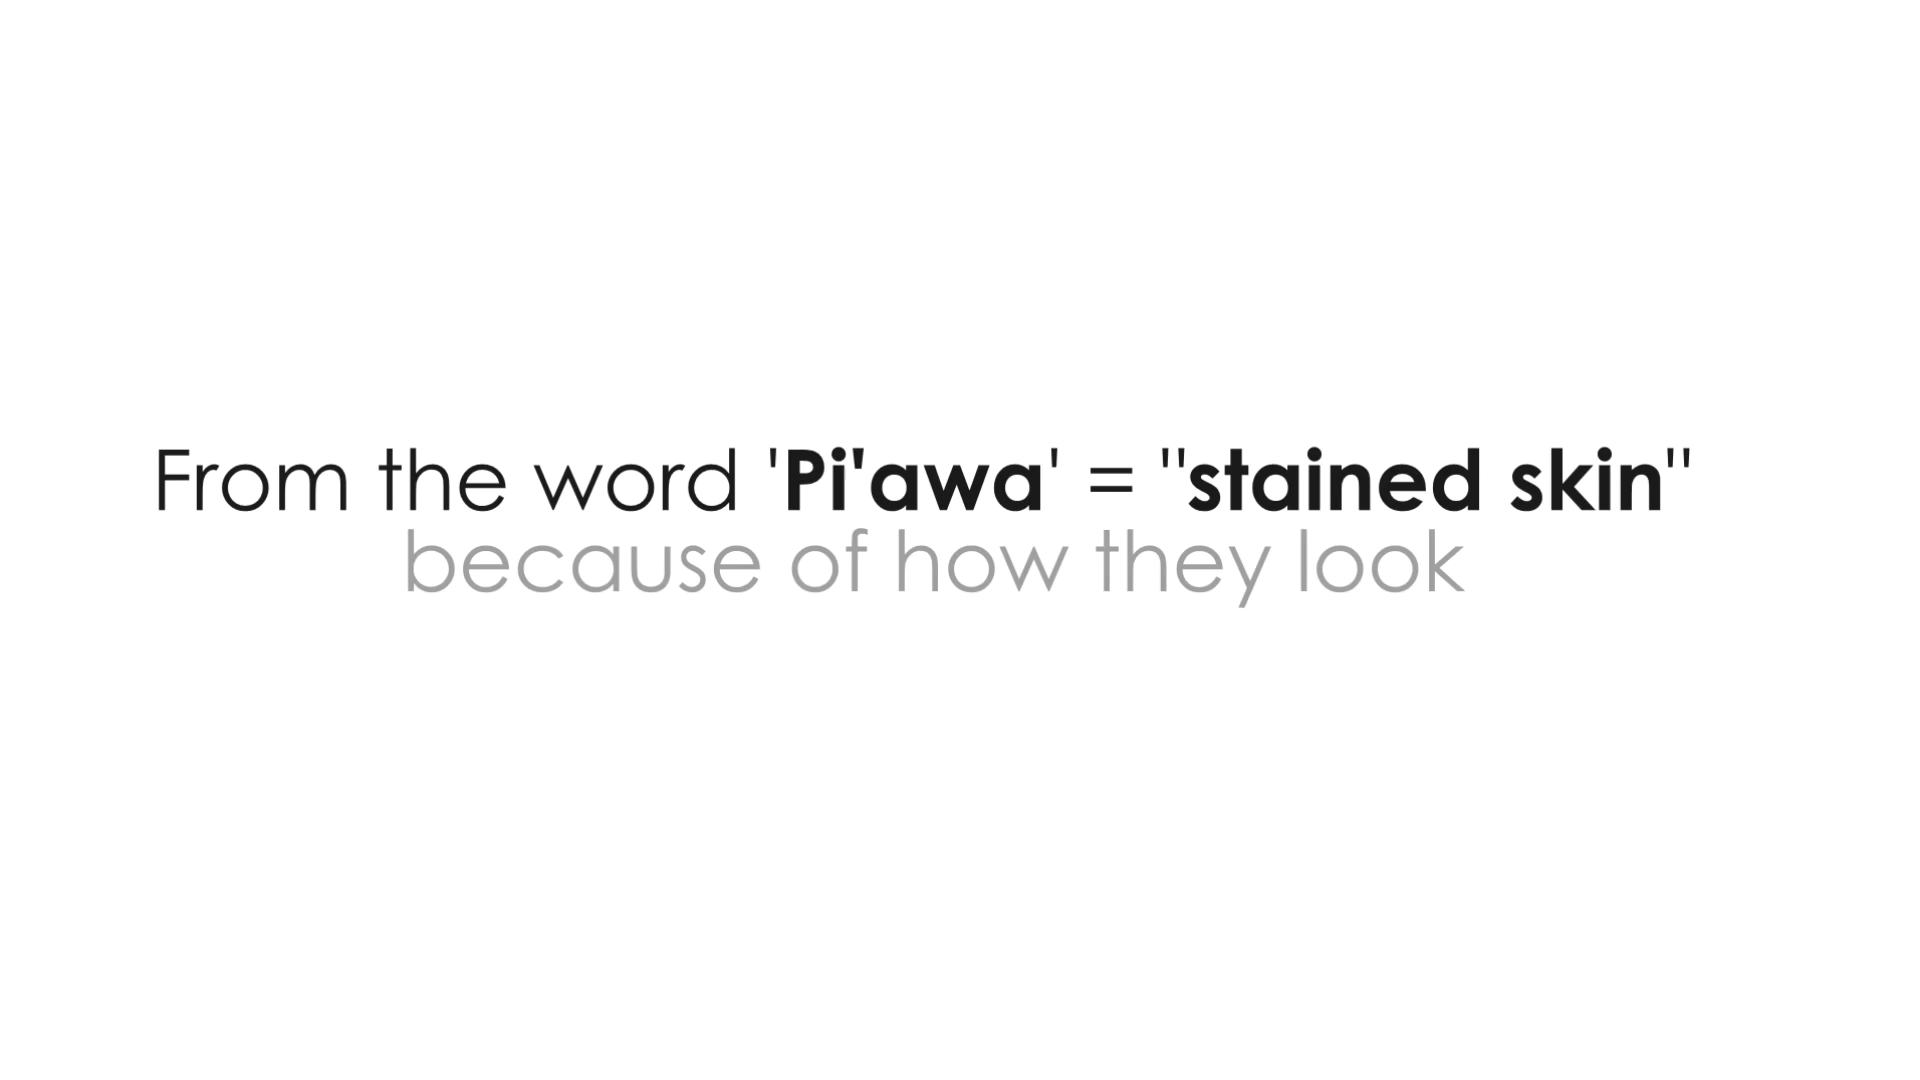 From the word 'Pi'awa' = "stained skin"
because of how they look